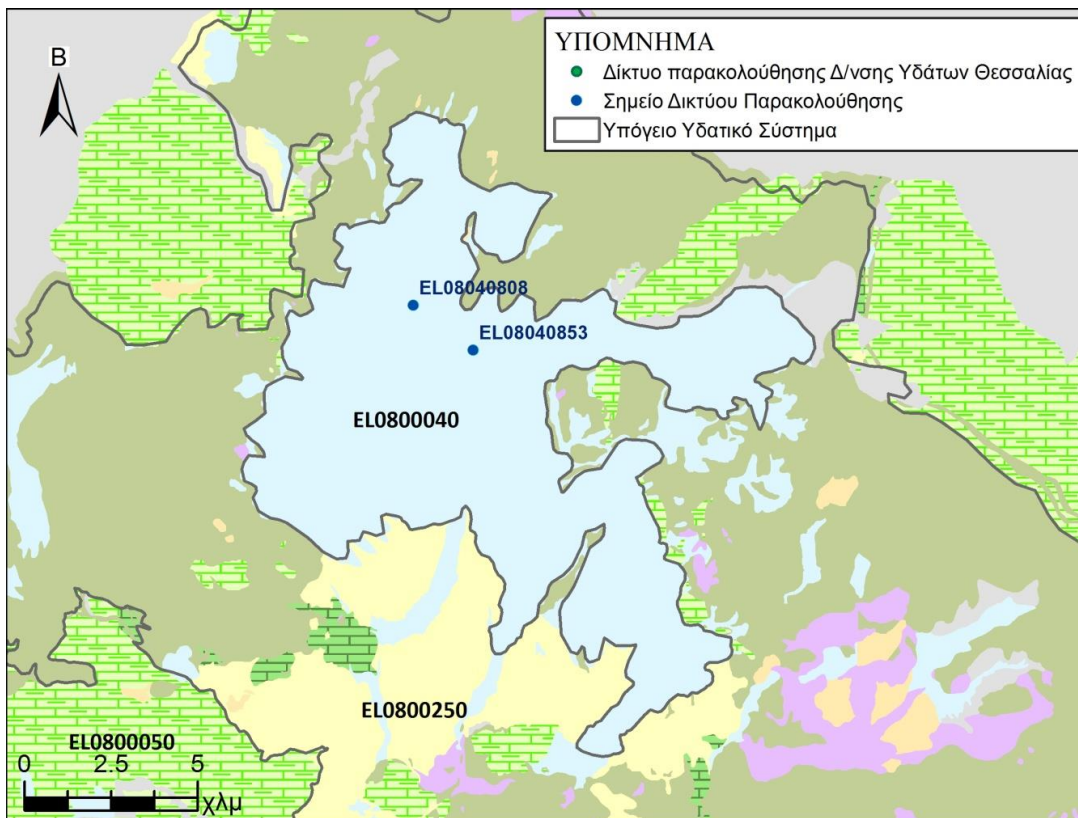 ΥΠΟΜΝΗΜΑ
Δίκτυο παρακολούθησης Δ/νσης Υδάτων Θεσσαλίας
Σημείο Δικτύου Παρακολούθησης
Υπόγειο Υδατικό Σύστημα
Β
EL08040808
EL08040853
EL0800040
EL0800250
EL0800050
0 2.5 5
χλμ